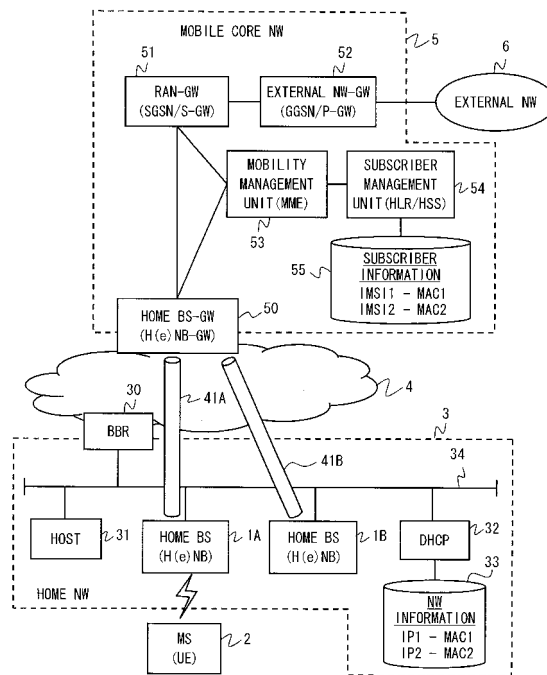 MOBILE CORE NW
51
52
5
6
RAN-GW
(SGSN/S-GW)
EXTERNAL NW-GW
(GGSN/P-GW)
EXTERNAL NW
MOBILITY
MANAGEMENT
UNIT(MME)
53
SUBSCRIBER
MANAGEMENT
UNIT(HLR/HSS)
54
55
SUBSCRIBER
INFORMATION
IMSI1 - MAC1
IMSI2 - MAC2
HOME BS-GW
(H(e)NB-GW)
50
30
41A
4
BBR
3
41B
34
HOST
31
HOME BS
(H(e)NB)
1A
HOME BS
(H(e)NB)
1B
DHCP
32
33
HOME NW
NW
INFORMATION
IP1 - MAC1
IP2 - MAC2
MS
(UE)
2